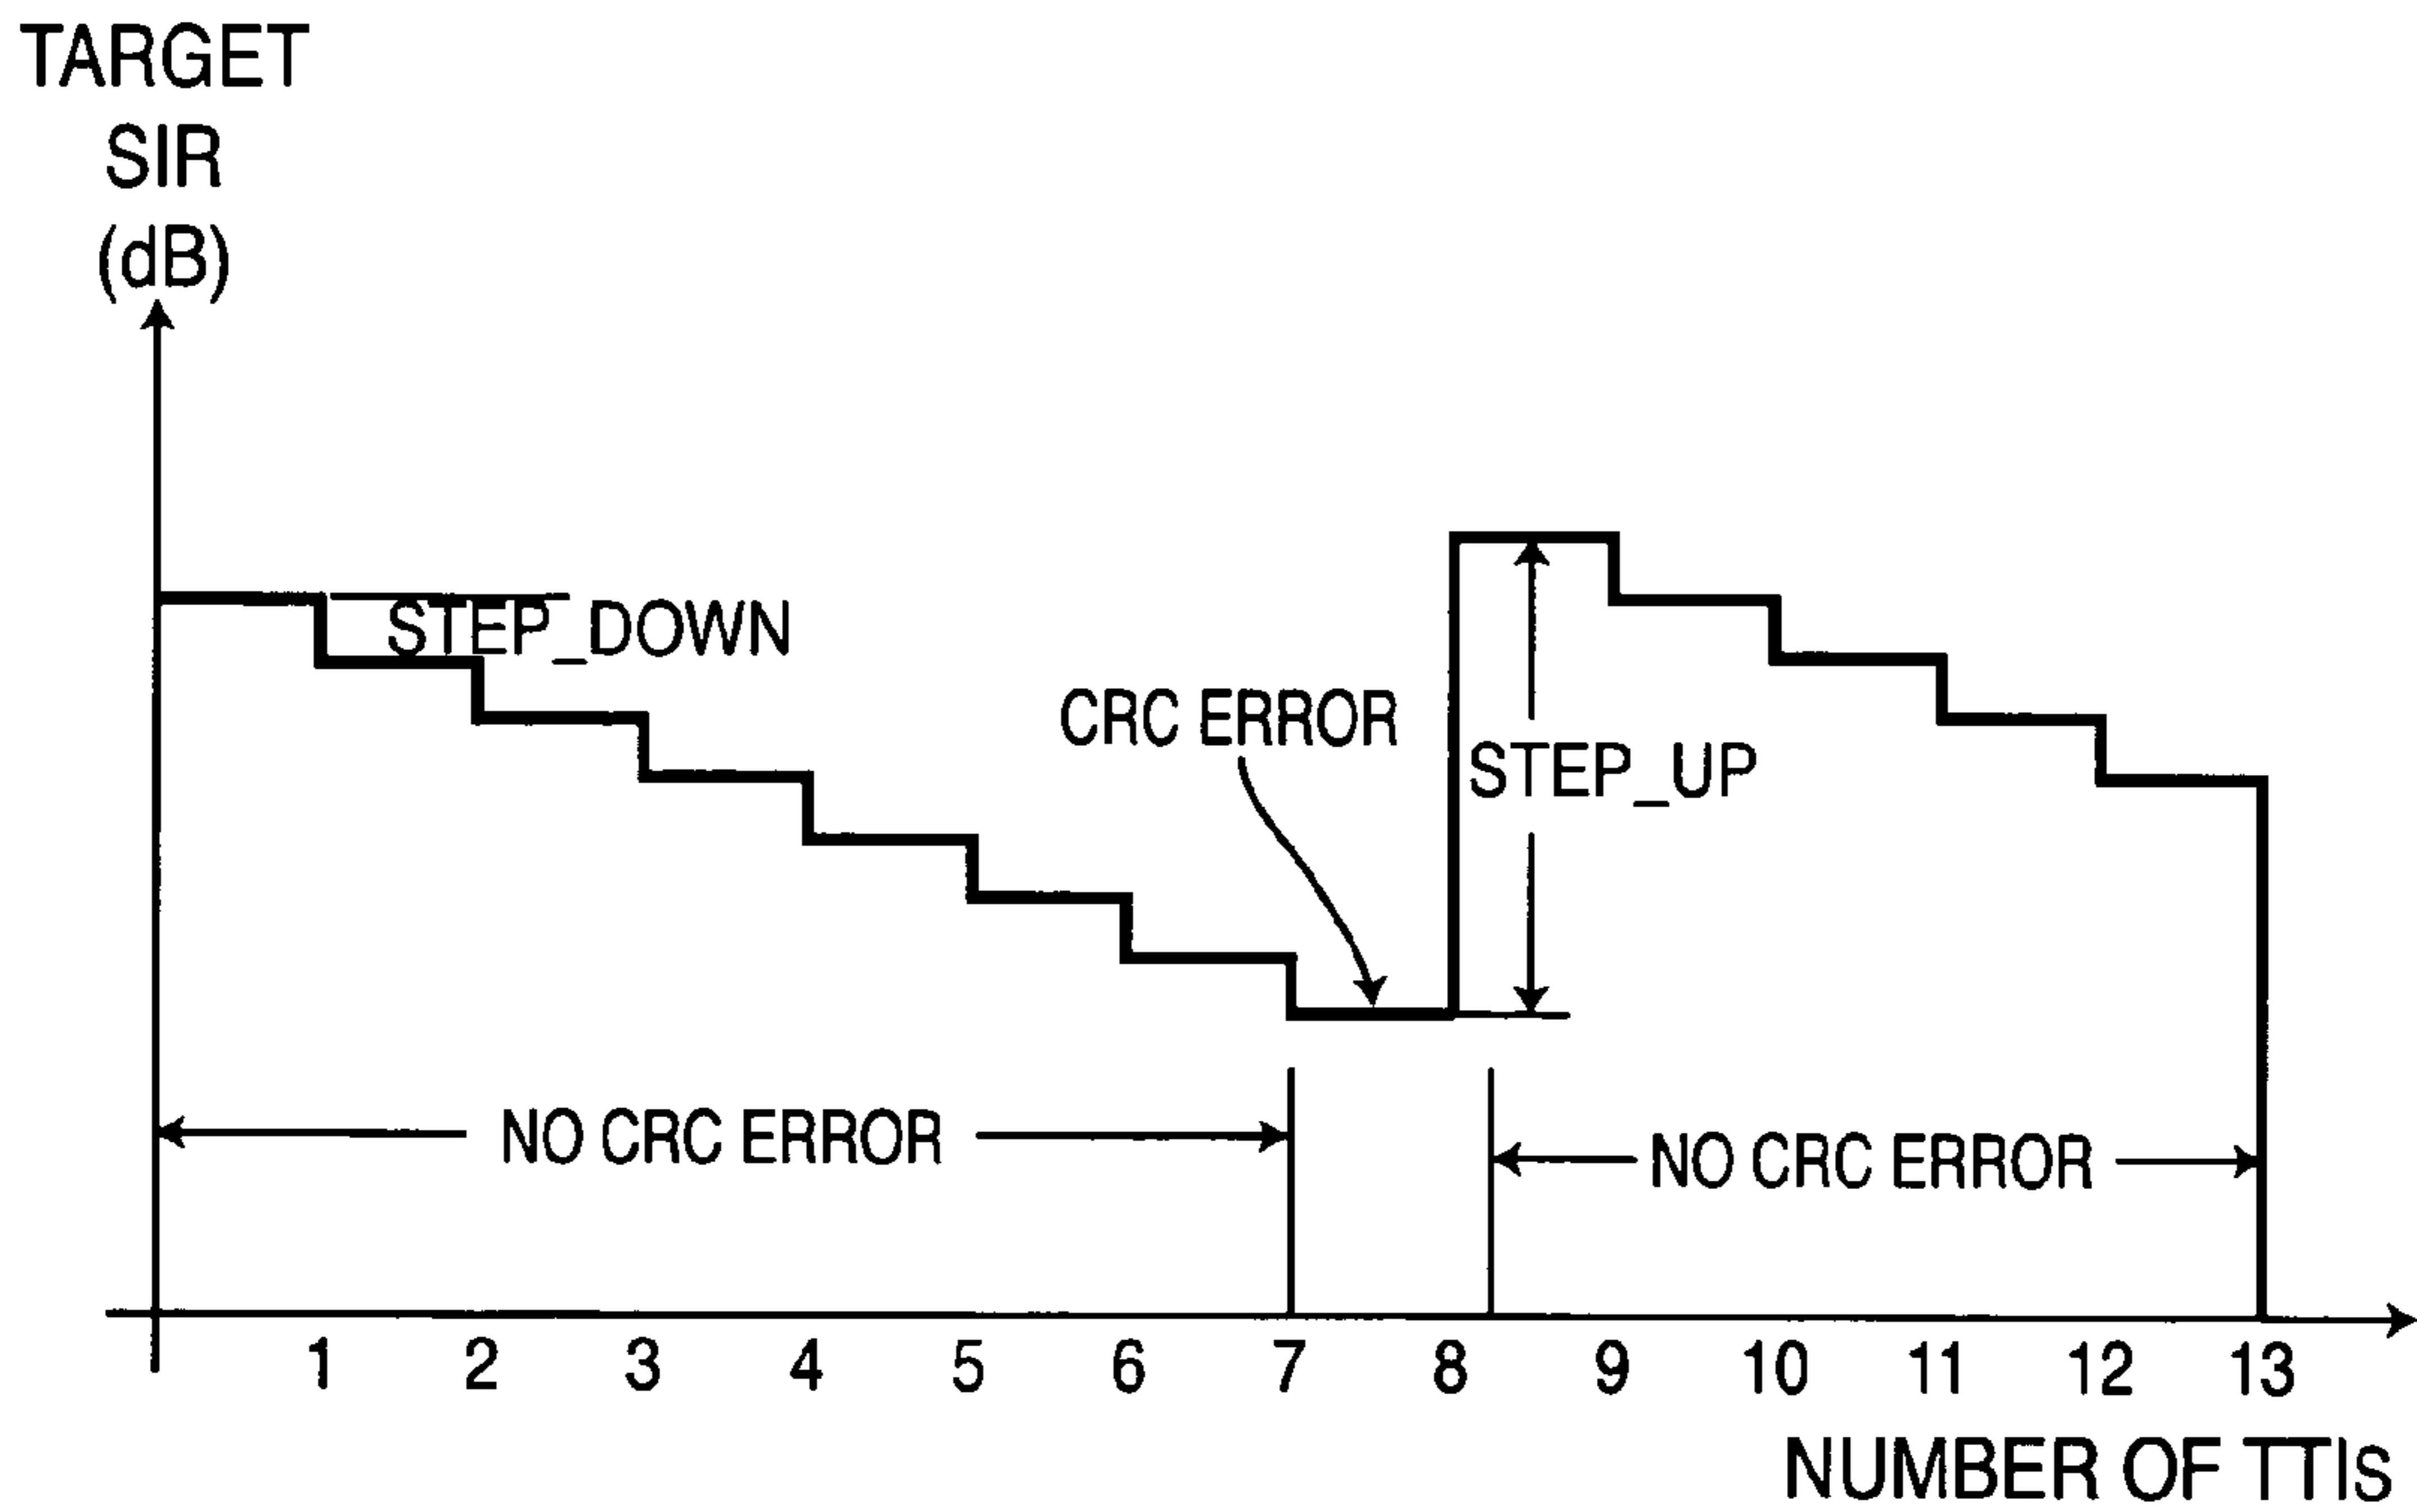 TARGET
SIR
(dB)
STEP_DOWN
CRC ERROR
STEP_UP
NO CRC ERROR
NO CRC ERROR
1 2 3 4 5 6 7 8 9 10 11 12 13
NUMBER OF TTIS